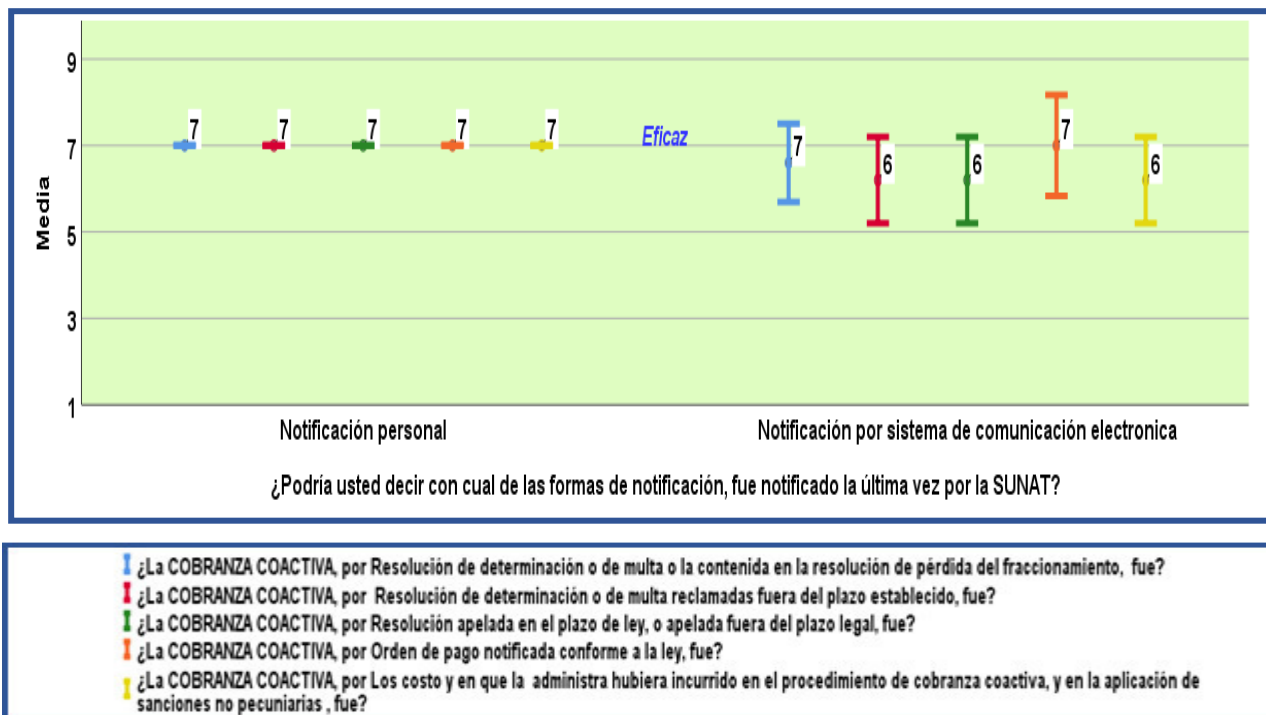 9
7
5
3
1
Media
7 7 7 7 7
Eficaz
7 6 6 7 6
Notificación personal
Notificación por sistema de comunicación electronica
¿Podría usted decir con cual de las formas de notificación, fue notificado la última vez por la SUNAT?
¿La COBRANZA COACTIVA, por Resolución de determinación o de multa o la contenida en la resolución de pérdida del fraccionamiento, fue?
¿La COBRANZA COACTIVA, por Resolución de determinación o de multa reclamadas fuera del plazo establecido, fue?
¿La COBRANZA COACTIVA, por Resolución apelada en el plazo de ley, o apelada fuera del plazo legal, fue?
¿La COBRANZA COACTIVA, por Orden de pago notificada conforme a la ley, fue?
¿La COBRANZA COACTIVA, por Los costo y en que la administra hubiera incurrido en el procedimiento de cobranza coactiva, y en la aplicación de
sanciones no pecuniarias , fue?